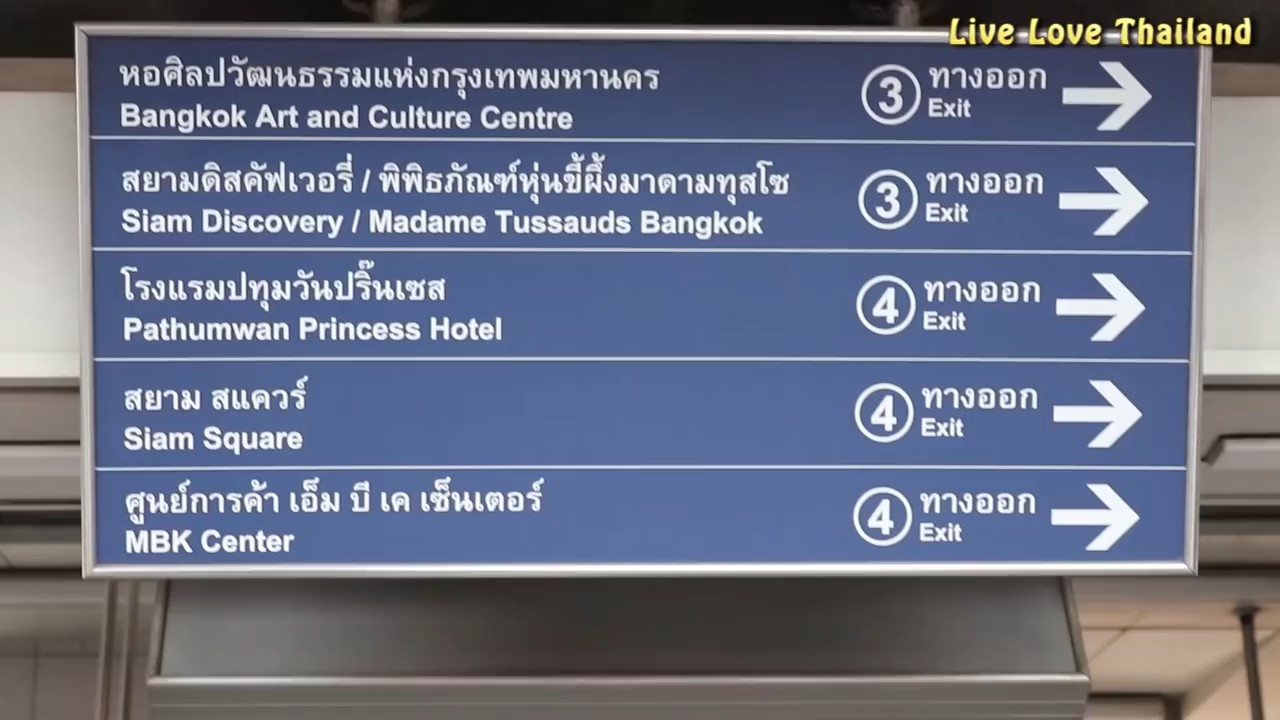 Live Love Thailand
หอศิลปวัฒนธรรมแห่งกรุงเทพมหานคร
Bangkok Art and Culture Centre
3 ทางออก
Exit
สยามดิสคัฟเวอรี่ / พิพิธภัณฑ์หุ่นขี้ผึ้งมาดามทุสโซ
Siam Discovery / Madame Tussauds Bangkok
3 ทางออก
Exit
โรงแรมปทุมวันปริ๊นเซส
Pathumwan Princess Hotel
4 ทางออก
Exit
สยาม สแควร์
Siam Square
4 ทางออก
Exit
ศูนย์การค้า เอ็ม บี เค เซ็นเตอร์
MBK Center
4 ทางออก
Exit